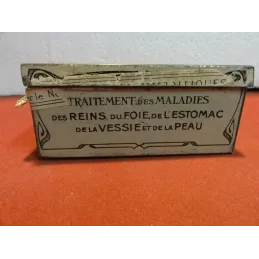 TRAITEMENT DES MALADIES
DES REINS, DU FOIE, DE L'ESTOMAC
DE LA VESSIE ET DE LA PEAU